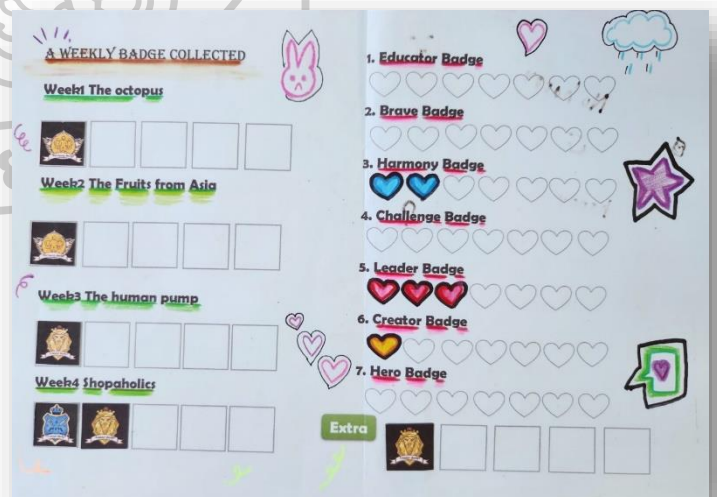 A WEEKLY BADGE COLLECTED
Week1 The octopus
Week2 The Fruits from Asia
Week3 The human pump
Week4 Shopaholics
1. Educator Badge
2. Brave Badge
3. Harmony Badge
4. Challenge Badge
5. Leader Badge
6. Creator Badge
7. Hero Badge
Extra